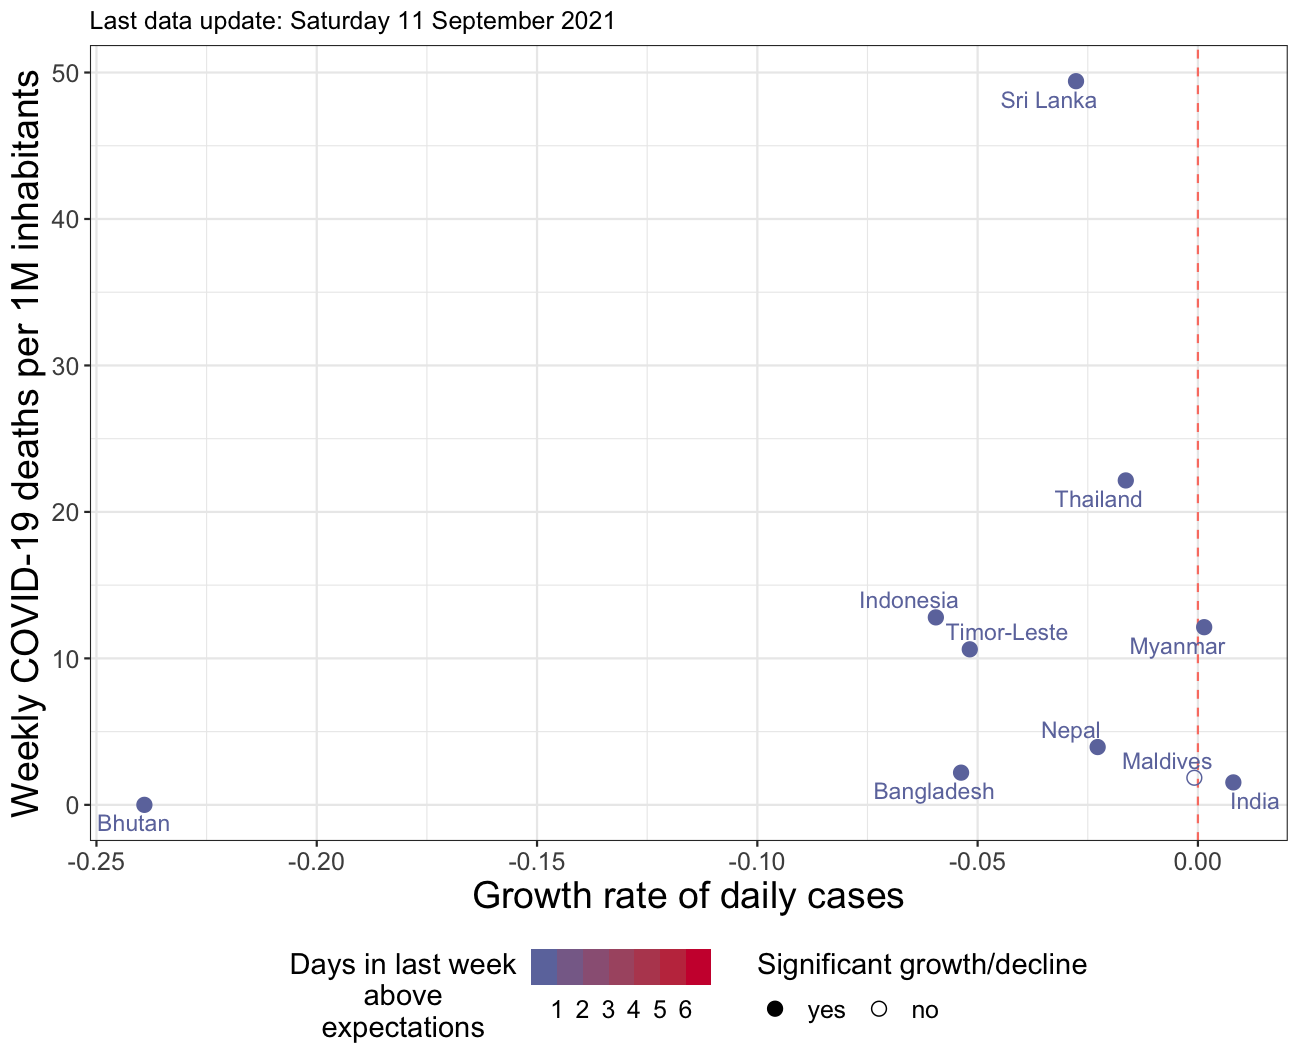 Last data update: Saturday 11 September 2021
Weekly COVID-19 deaths per 1M inhabitants
50
40
30
20
10
0
Sri Lanka
Thailand
Indonesia
Timor-Leste
Myanmar
Nepal
Maldives
Bangladesh
India
Bhutan
-0.25 -0.20 -0.15 -0.10 -0.05 0.00
Growth rate of daily cases
Days in last week
above
expectations
1 2 3 4 5 6
Significant growth/decline
yes no